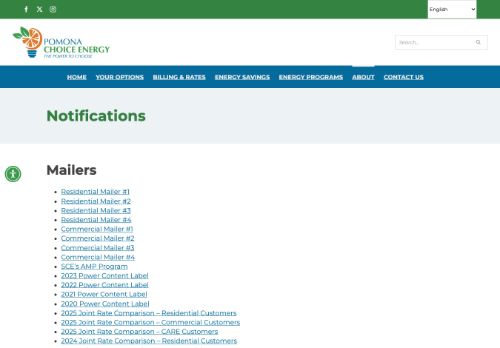 English
POMONA
CHOICE ENERGY
THE POWER TO CHOOSE
Search...
HOME YOUR OPTIONS BILLING & RATES ENERGY SAVINGS ENERGY PROGRAMS ABOUT CONTACT US
Notifications
Mailers
Residential Mailer #1
Residential Mailer #2
Residential Mailer #3
Residential Mailer #4
Commercial Mailer #1
Commercial Mailer #2
Commercial Mailer #3
Commercial Mailer #4
SCE's AMP Program
2023 Power Content Label
2022 Power Content Label
2021 Power Content Label
2020 Power Content Label
2025 Joint Rate Comparison – Residential Customers
2025 Joint Rate Comparison – Commercial Customers
2025 Joint Rate Comparison – CARE Customers
2024 Joint Rate Comparison – Residential Customers